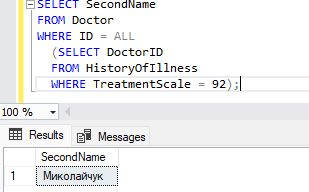 SELECT SecondName
FROM Doctor
WHERE ID = ALL
(SELECT DoctorID
FROM HistoryOfIllness
WHERE TreatmentScale = 92);
100 %
Results Messages
SecondName
1 Миколайчук